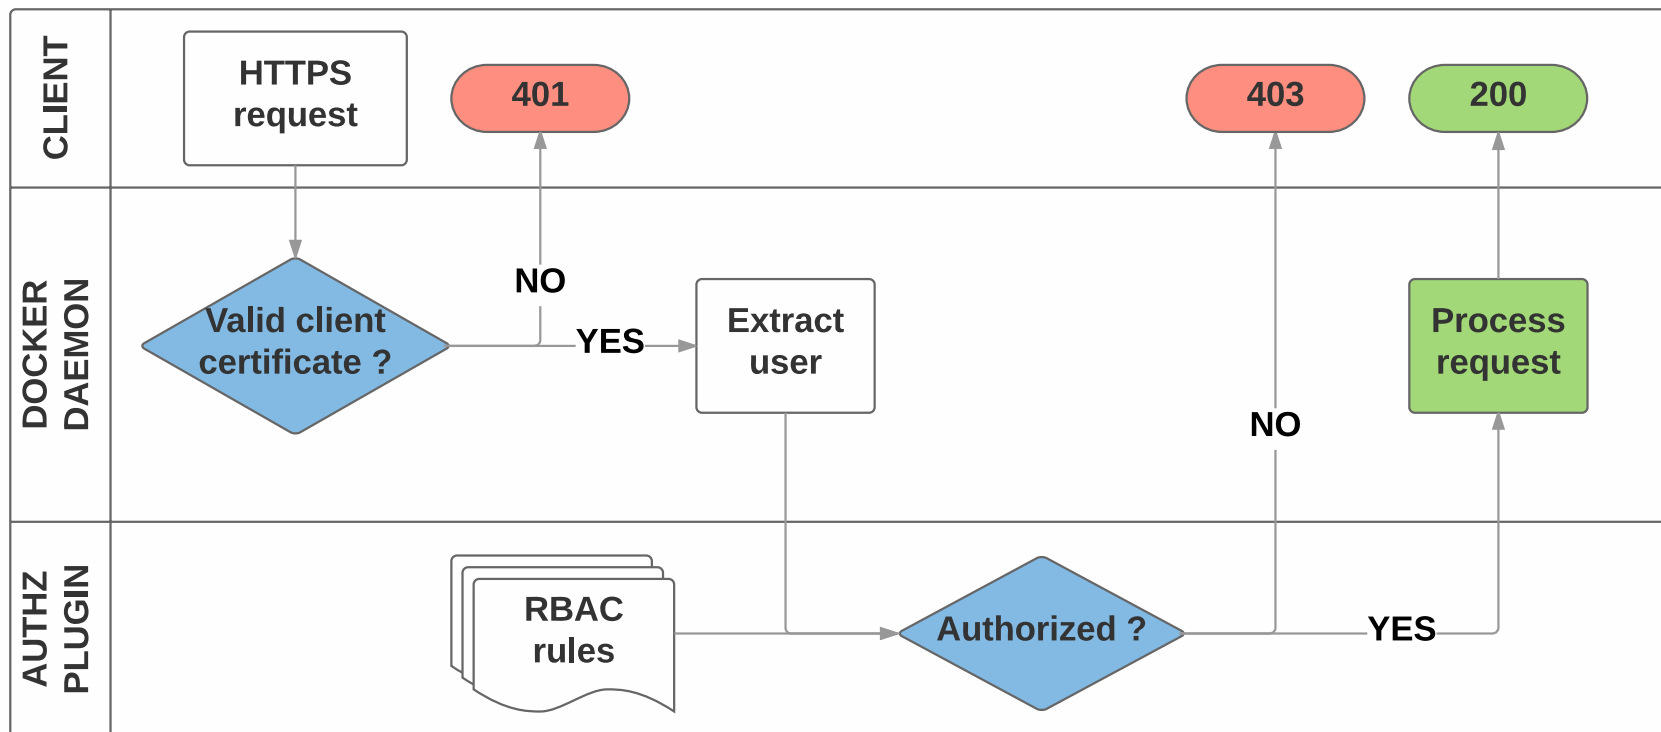 CLIENT
HTTPS
request
401
403
200
DOCKER
DAEMON
Valid client
certificate ?
NO
YES
Extract
user
NO
Process
request
AUTHZ
PLUGIN
RBAC
rules
Authorized ?
YES